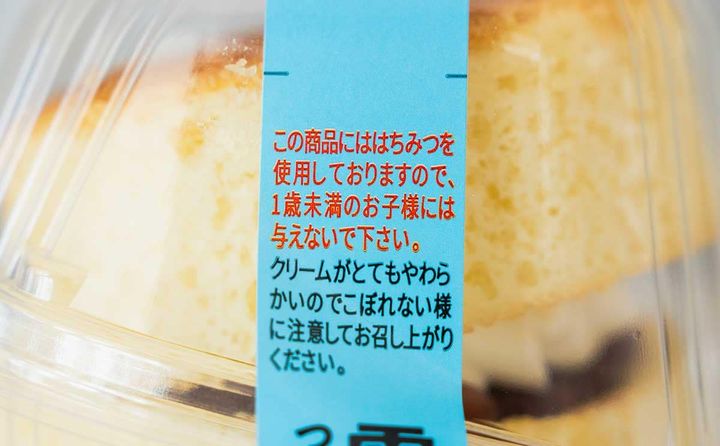 この商品にははちみつを
使用しておりますので、
1歳未満のお子様には
与えないで下さい。
クリームがとてもやわら
かいのでこぼれない様
に注意してお召し上がり
ください。